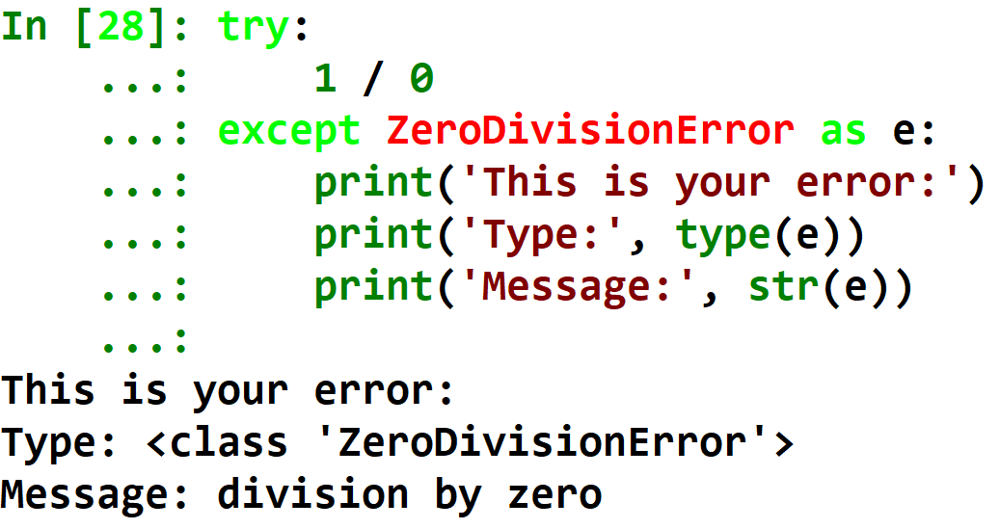 In [28]: try:
    ...:     1 / 0
    ...: except ZeroDivisionError as e:
    ...:     print('This is your error:')
    ...:     print('Type:', type(e))
    ...:     print('Message:', str(e))
    ...:
This is your error:
Type: <class 'ZeroDivisionError'>
Message: division by zero